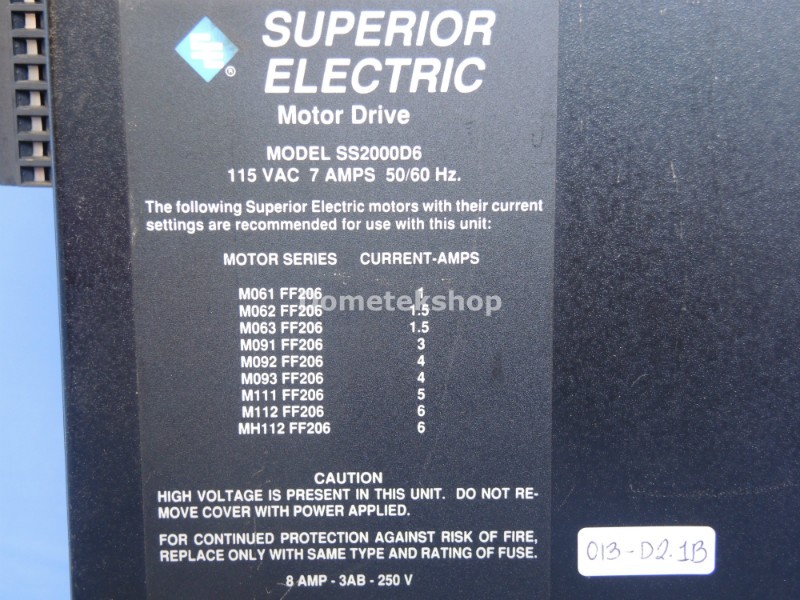 SUPERIOR
ELECTRIC
®
Motor Drive
MODEL SS2000D6
115 VAC 7 AMPS 50/60 Hz.
The following Superior Electric motors with their current
settings are recommended for use with this unit:
MOTOR SERIES CURRENT-AMPS
M061 FF206 1
Dometekshop
M062 FF206 1.5
M063 FF206 1.5
M091 FF206 3
M092 FF206 4
M093 FF206 4
M111 FF206 5
M112 FF206 6
MH112 FF206 6
CAUTION
HIGH VOLTAGE IS PRESENT IN THIS UNIT. DO NOT RE-
MOVE COVER WITH POWER APPLIED.
FOR CONTINUED PROTECTION AGAINST RISK OF FIRE,
REPLACE ONLY WITH SAME TYPE AND RATING OF FUSE.
8 AMP - 3AB - 250 V
013-D2.1B